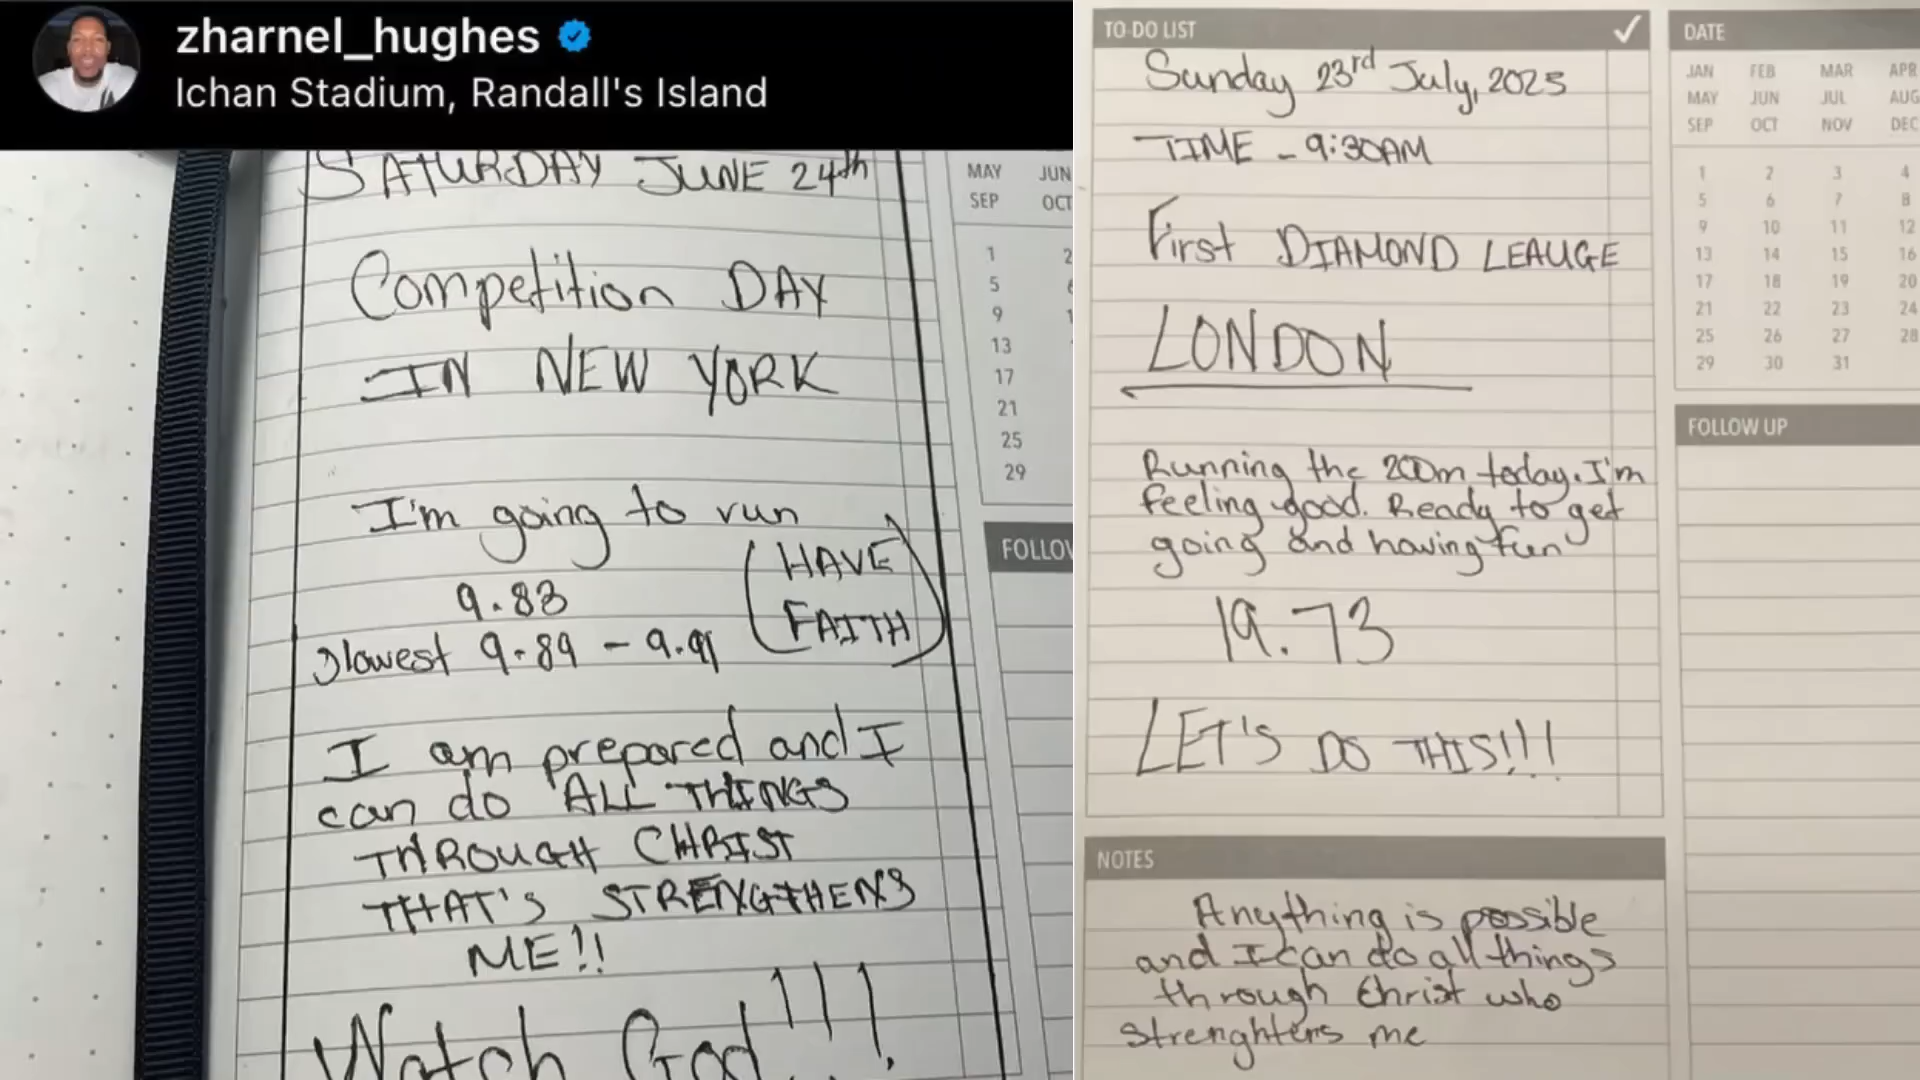 zharnel_hughes
Ichan Stadium, Randall's Island
SATURDAY JUNE 24th
Competition DAY
IN NEW YORK
I'm going to run
9.83
Slowest 9.89 - 9.91
(HAVE
FAITH)
I am prepared and I
can do ALL THINGS
THROUGH CHRIST
THAT'S STRENGTHENS
ME!!
Watch God!!!
MAY JUN
SEP OCT
1 2
5 6
9 1
13
17
21
25
29
FOLLOW
TO-DO LIST
Sunday 23rd July, 2023
TIME - 9:30AM
First DIAMOND LEAUGE
LONDON
Running the 200m today. I'm
feeling good. Ready to get
going and having fun
19.73
LET'S DO THIS!!!
NOTES
Anything is possible
and I can do all things
through Christ who
strenghters me
DATE
JAN FEB MAR APR
MAY JUN JUL AUG
SEP OCT NOV DEC
1 2 3 4
5 6 7 8
9 10 11 12
13 14 15 16
17 18 19 20
21 22 23 24
25 26 27 28
29 30 31
FOLLOW UP